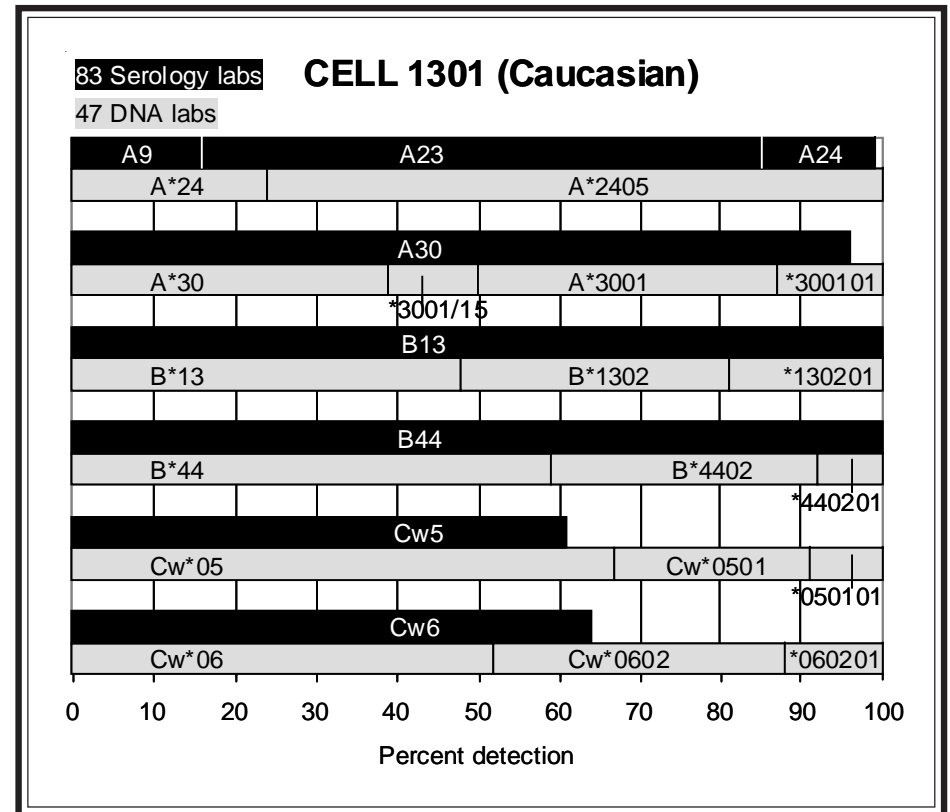 83 Serology labs CELL 1301 (Caucasian)
47 DNA labs
A9 A23 A24
A*24 A*2405
A30
A*30 A*3001 *300101
*3001/15
B13
B*13 B*1302 *130201
B44
B*44 B*4402
*440201
Cw5
Cw*05 Cw*0501
*050101
Cw6
Cw*06 Cw*0602 *060201
0 10 20 30 40 50 60 70 80 90 100
Percent detection